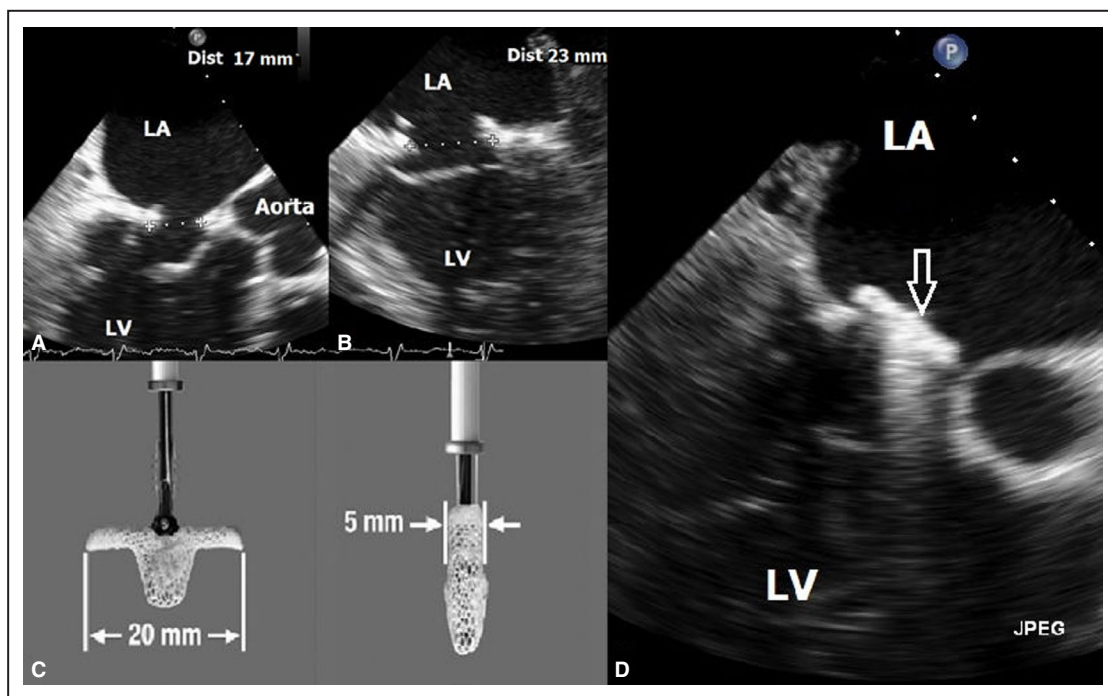 P
Dist 17 mm
LA
Aorta
LV
A
Dist 23 mm
LA
LV
B
20 mm
C
5 mm
P
LA
LV
JPEG
D